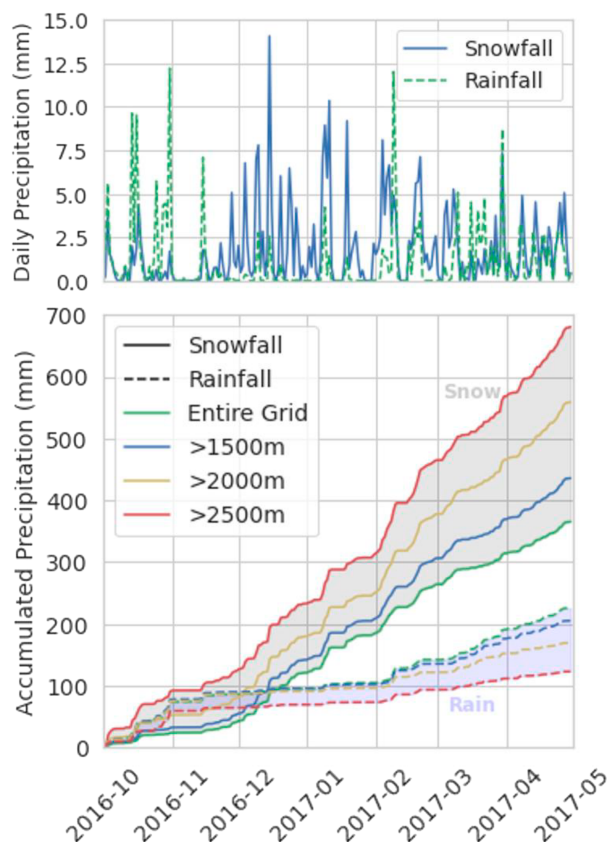 Daily Precipitation (mm)
15.0
12.5
10.0
7.5
5.0
2.5
0.0
Snowfall
Rainfall
Accumulated Precipitation (mm)
700
600
500
400
300
200
100
0
Snowfall
Rainfall
Entire Grid
>1500m
>2000m
>2500m
Snow
Rain
2016-10
2016-11
2016-12
2017-01
2017-02
2017-03
2017-04
2017-05